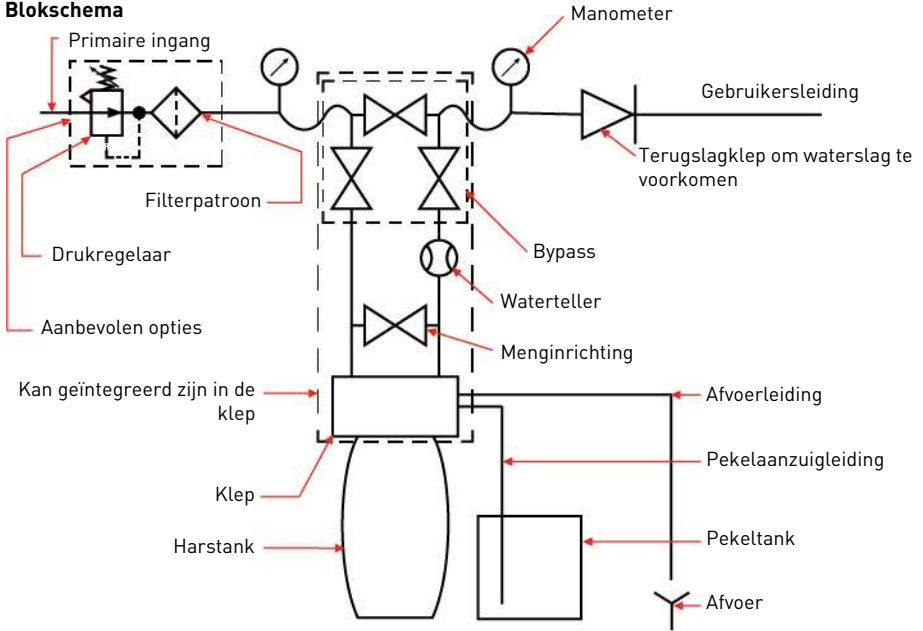 Blokschema
Primaire ingang
Manometer
Gebruikersleiding
Terugslagklep om waterslag te
voorkomen
Filterpatroon
Drukregelaar
Bypass
Waterteller
Aanbevolen opties
Menginrichting
Kan geïntegreerd zijn in de
klep
Afvoerleiding
Pekelaanzuigleiding
Klep
Harstank
Pekeltank
Afvoer